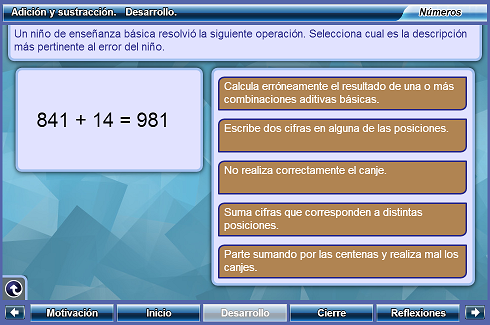 Adición y sustracción. Desarrollo.
Números
Un niño de enseñanza básica resolvió la siguiente operación. Selecciona cual es la descripción
más pertinente al error del niño.
841 + 14 = 981
Calcula erróneamente el resultado de una o más
combinaciones aditivas básicas.
Escribe dos cifras en alguna de las posiciones.
No realiza correctamente el canje.
Suma cifras que corresponden a distintas
posiciones.
Parte sumando por las centenas y realiza mal los
canjes.
Motivación
Inicio
Desarrollo
Cierre
Reflexiones